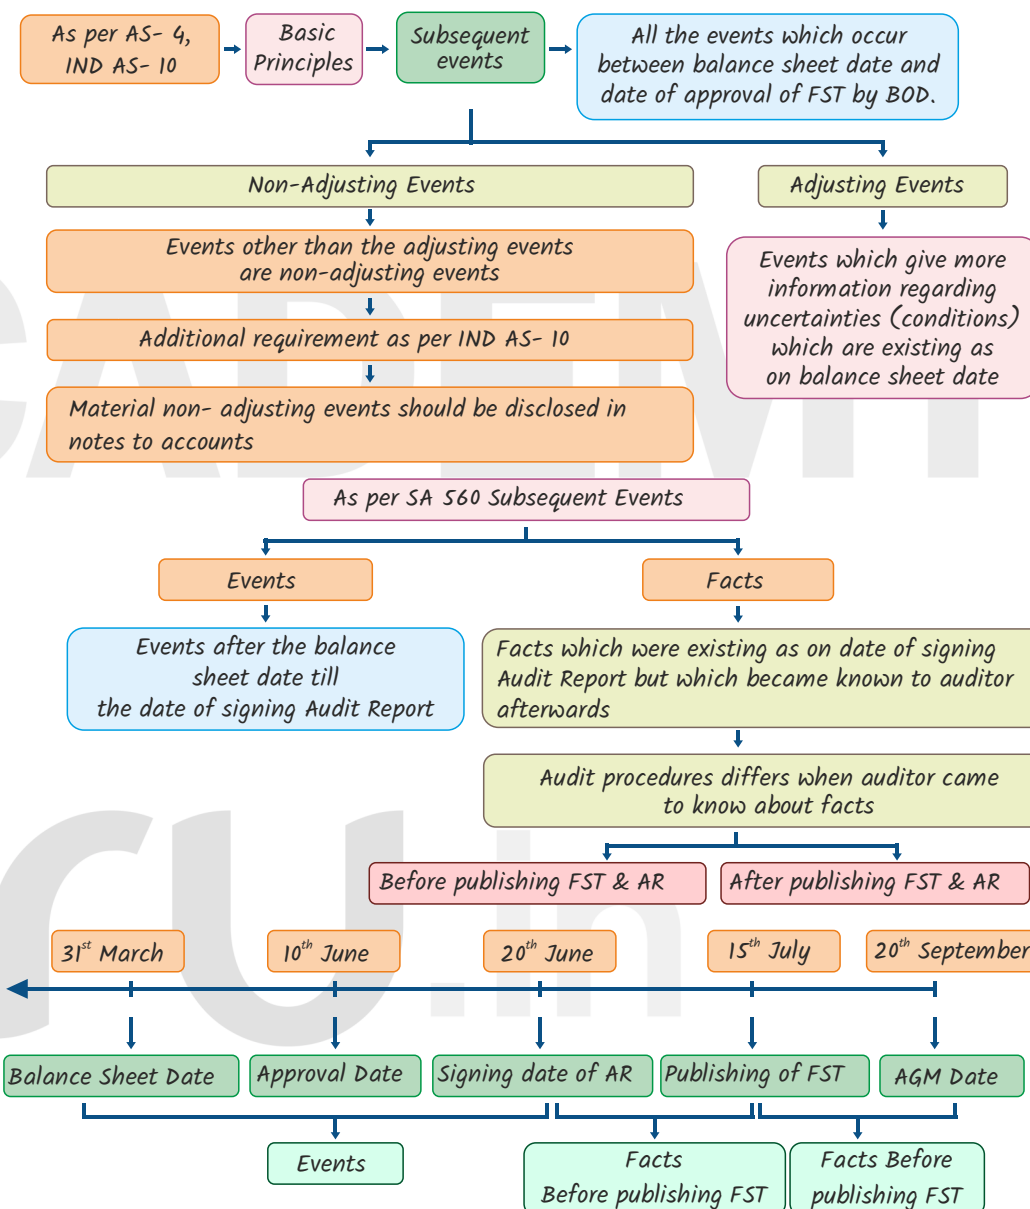 As per AS- 4,
IND AS- 10
Basic
Principles
Subsequent
events
All the events which occur
between balance sheet date and
date of approval of FST by BOD.
Non-Adjusting Events
Adjusting Events
Events other than the adjusting events
are non-adjusting events
Additional requirement as per IND AS- 10
Material non- adjusting events should be disclosed in
notes to accounts
Events which give more
information regarding
uncertainties (conditions)
which are existing as
on balance sheet date
As per SA 560 Subsequent Events
Events
Facts
Events after the balance
sheet date till
the date of signing Audit Report
Facts which were existing as on date of signing
Audit Report but which became known to auditor
afterwards
Audit procedures differs when auditor came
to know about facts
Before publishing FST & AR
After publishing FST & AR
31st March
10th June
20th June
15th July
20th September
Balance Sheet Date
Approval Date
Signing date of AR
Publishing of FST
AGM Date
Events
Facts
Before publishing FST
Facts Before
publishing FST